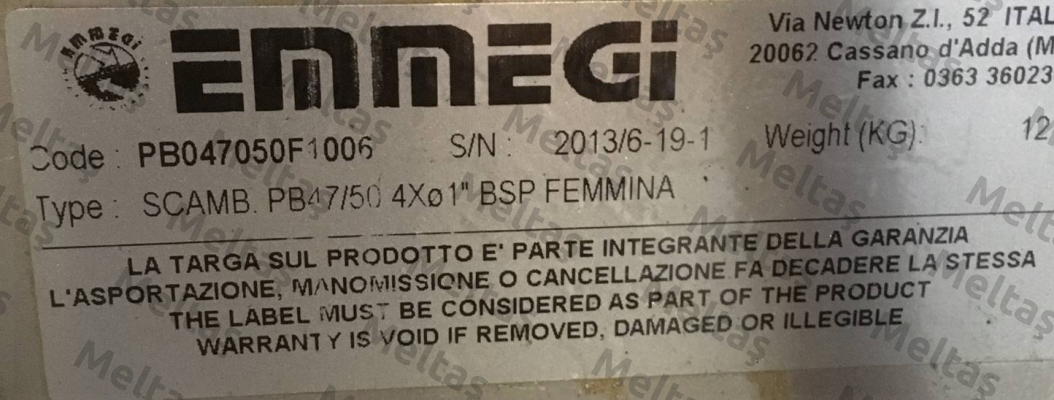 EMMEGi
EMMEGi
Via Newton Z.I., 52 ITAL
20062 Cassano d'Adda (M
Fax : 0363 36023
Code : PB047050F1006 S/N : 2013/6-19-1 Weight (KG): 12,
Type : SCAMB. PB47/50 4Xø1" BSP FEMMINA
LA TARGA SUL PRODOTTO E' PARTE INTEGRANTE DELLA GARANZIA
L'ASPORTAZIONE, MANOMISSIONE O CANCELLAZIONE FA DECADERE LA STESSA
THE LABEL MUST BE CONSIDERED AS PART OF THE PRODUCT
WARRANTY IS VOID IF REMOVED, DAMAGED OR ILLEGIBLE
Meltaş